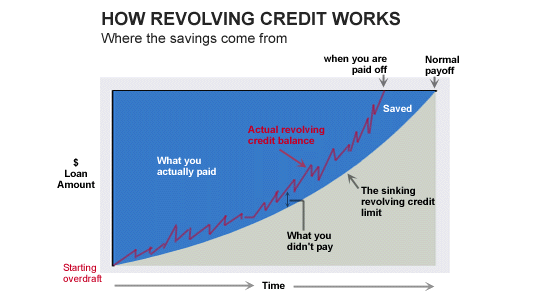 HOW REVOLVING CREDIT WORKS
Where the savings come from
when you are
paid off
Normal
payoff
Saved
Actual revolving
credit balance
What you
actually paid
$
Loan
Amount
The sinking
revolving credit
limit
What you
didn't pay
Starting
overdraft
Time